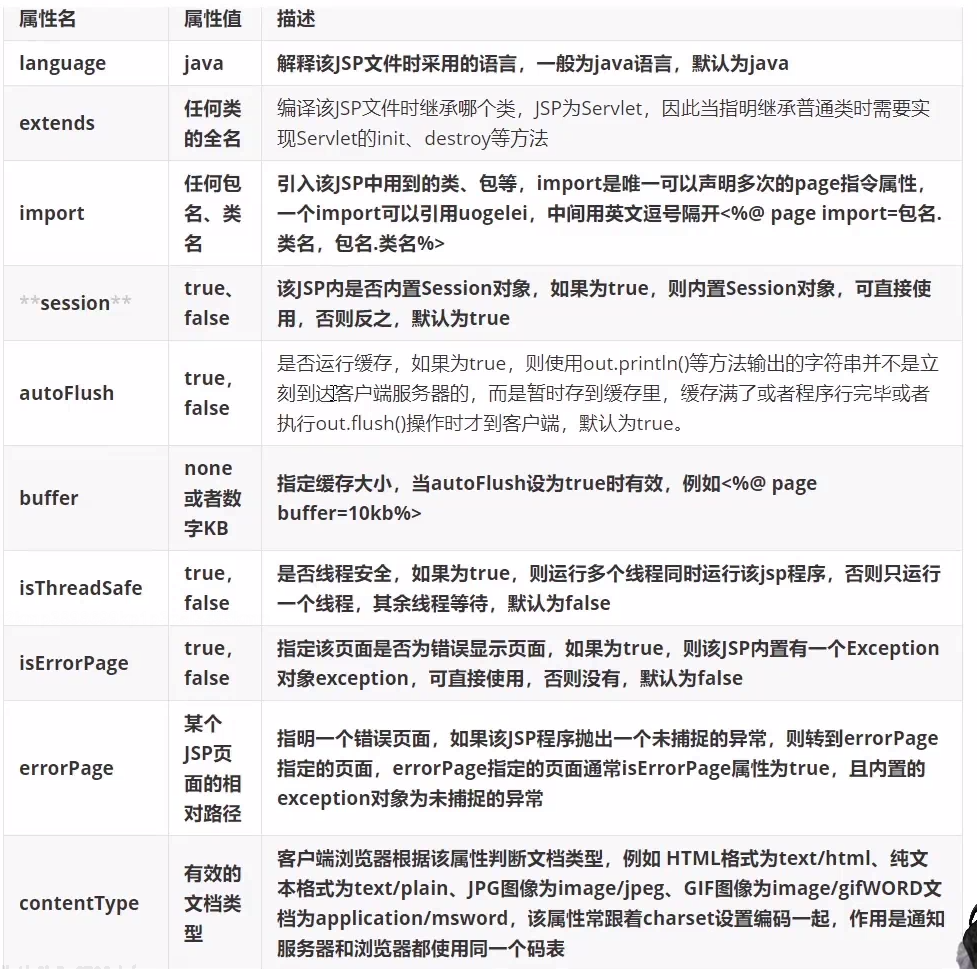 属性名 属性值 描述
language java 解释该JSP文件时采用的语言，一般为java语言，默认为java
extends
任何类
的全名
编译该JSP文件时继承哪个类，JSP为Servlet，因此当指明继承普通类时需要实
现Servlet的init、destroy等方法
import
任何包
名、类
名
引入该JSP中用到的类、包等，import是唯一可以声明多次的page指令属性，
一个import可以引用uogelei，中间用英文逗号隔开<%@ page import=包名.
类名，包名.类名%>
**session**
true、
false
该JSP内是否内置Session对象，如果为true，则内置Session对象，可直接使
用，否则反之，默认为true
autoFlush
true，
false
是否运行缓存，如果为true，则使用out.println()等方法输出的字符串并不是立
刻到达客户端服务器的，而是暂时存到缓存里，缓存满了或者程序行完毕或者
执行out.flush()操作时才到客户端，默认为true。
buffer
none
或者数
字KB
指定缓存大小，当autoFlush设为true时有效，例如<%@ page
buffer=10kb%>
isThreadSafe
true，
false
是否线程安全，如果为true，则运行多个线程同时运行该jsp程序，否则只运行
一个线程，其余线程等待，默认为false
isErrorPage
true，
false
指定该页面是否为错误显示页面，如果为true，则该JSP内置有一个Exception
对象exception，可直接使用，否则没有，默认为false
errorPage
某个
JSP页
面的相
对路径
指明一个错误页面，如果该JSP程序抛出一个未捕捉的异常，则转到errorPage
指定的页面，errorPage指定的页面通常isErrorPage属性为true，且内置的
exception对象为未捕捉的异常
contentType
有效的
文档类
型
客户端浏览器根据该属性判断文档类型，例如 HTML格式为text/html、纯文
本格式为text/plain、JPG图像为image/jpeg、GIF图像为image/gifWORD文
档为application/msword，该属性常跟着charset设置编码一起，作用是通知
服务器和浏览器都使用同一个码表